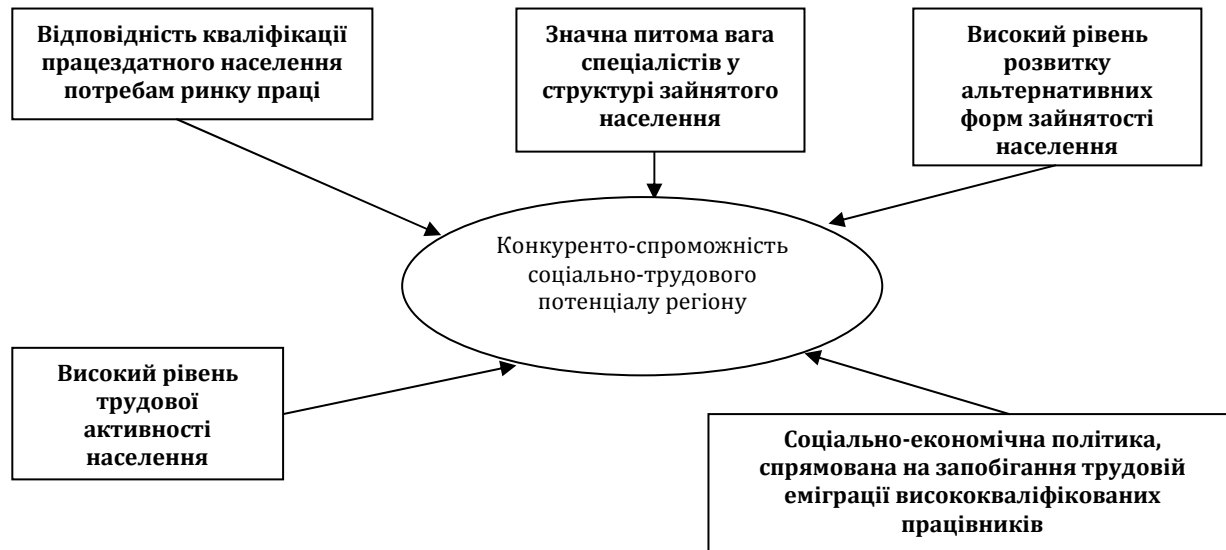 Відповідність кваліфікації
працездатного населення
потребам ринку праці
Значна питома вага
спеціалістів у
структурі зайнятого
населення
Високий рівень
розвитку
альтернативних
форм зайнятості
населення
Конкуренто-спроможність
соціально-трудового
потенціалу регіону
Високий рівень
трудової
активності
населення
Соціально-економічна політика,
спрямована на запобігання трудовій
еміграції висококваліфікованих
працівників